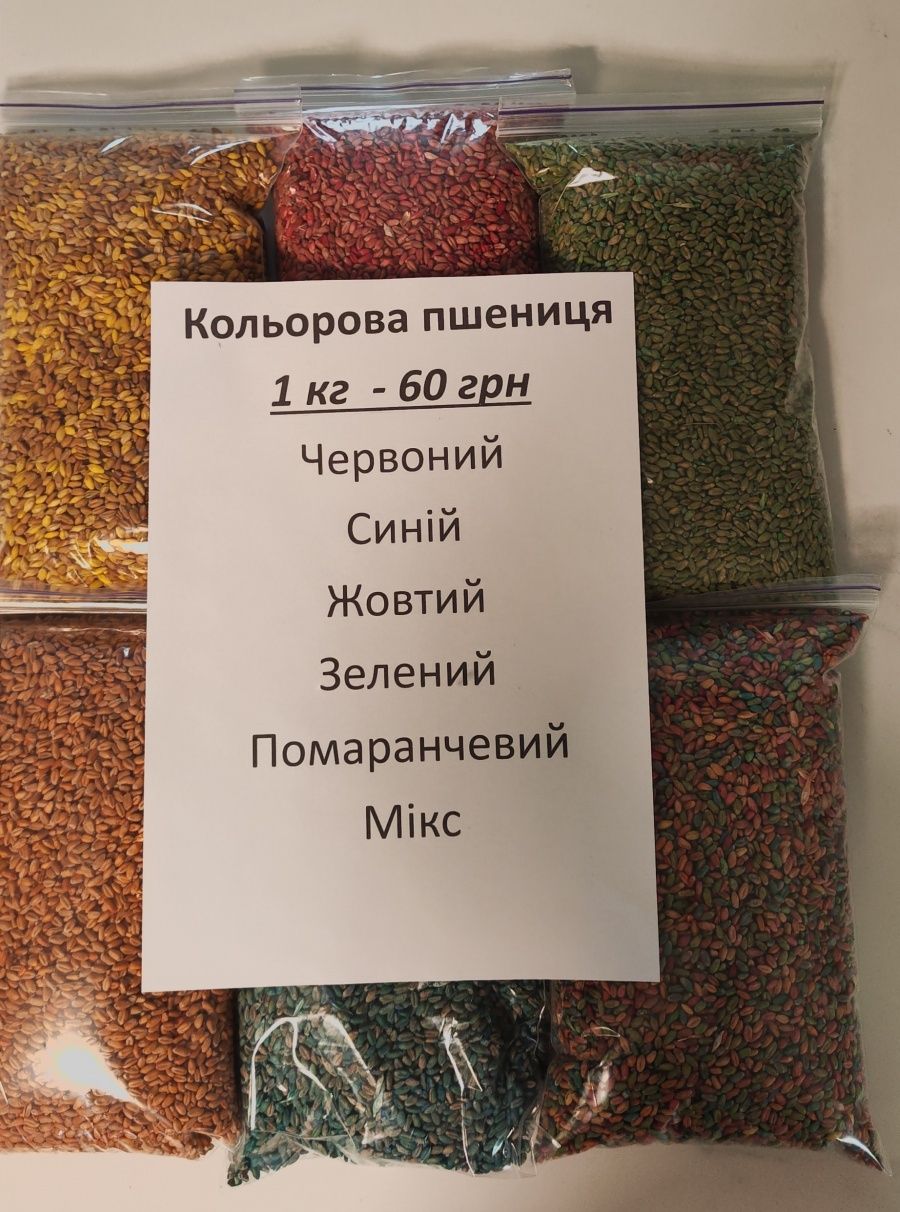 Кольорова пшениця
1 кг - 60 грн
Червоний
Синій
Жовтий
Зелений
Помаранчевий
Мікс